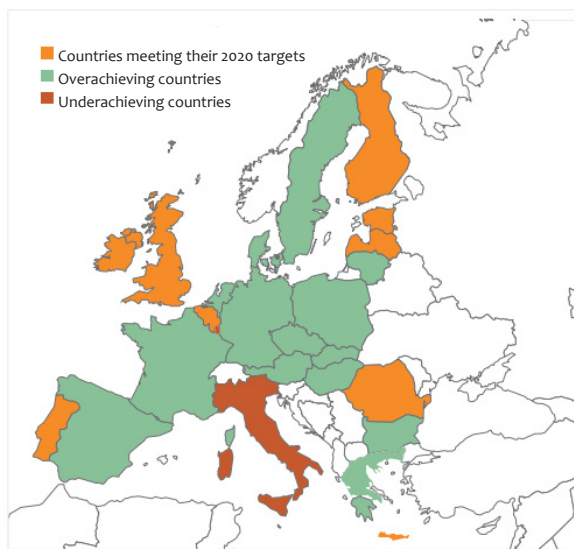 Countries meeting their 2020 targets
Overachieving countries
Underachieving countries